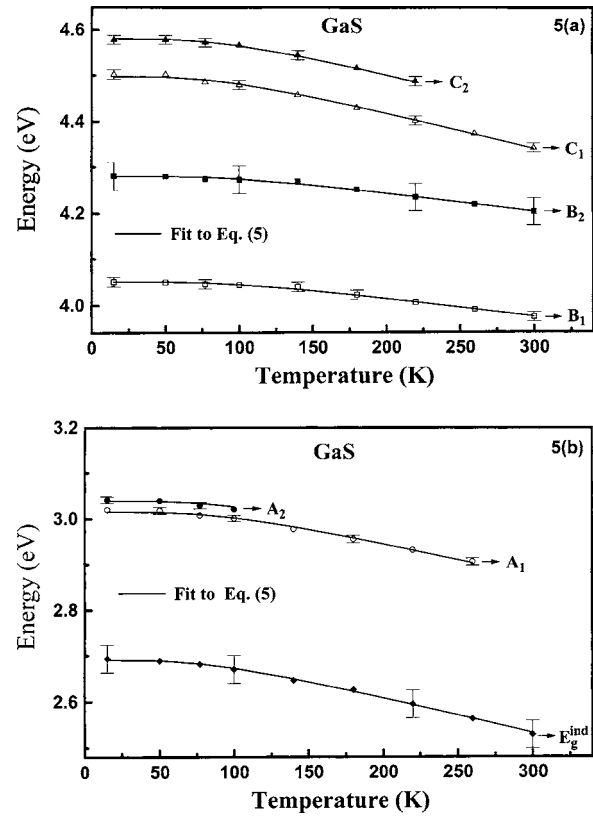 GaS
5(a)
4.6
C₂
4.4
C₁
Energy (eV)
B₂
4.2
Fit to Eq. (5)
4.0
B₁
0 50 100 150 200 250 300
Temperature (K)
3.2
GaS
5(b)
A₂
3.0
A₁
Energy (eV)
Fit to Eq. (5)
2.8
2.6
E_g^ind
0 50 100 150 200 250 300
Temperature (K)